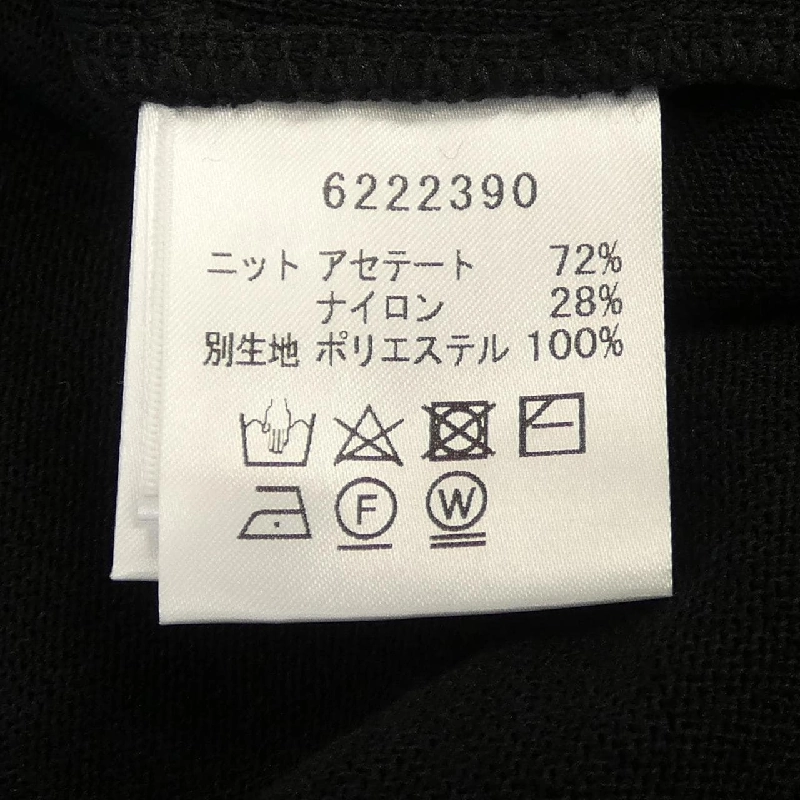 6222390
ニット アセテート 72%
ナイロン 28%
別生地 ポリエステル 100%
F W